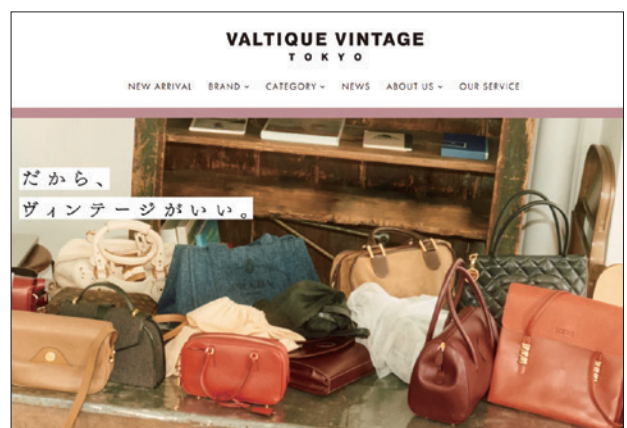 VALTIQUE VINTAGE
TOKYO
NEW ARRIVAL BRAND CATEGORY NEWS ABOUT US OUR SERVICE
だから、
ヴィンテージがいい。
PRADA